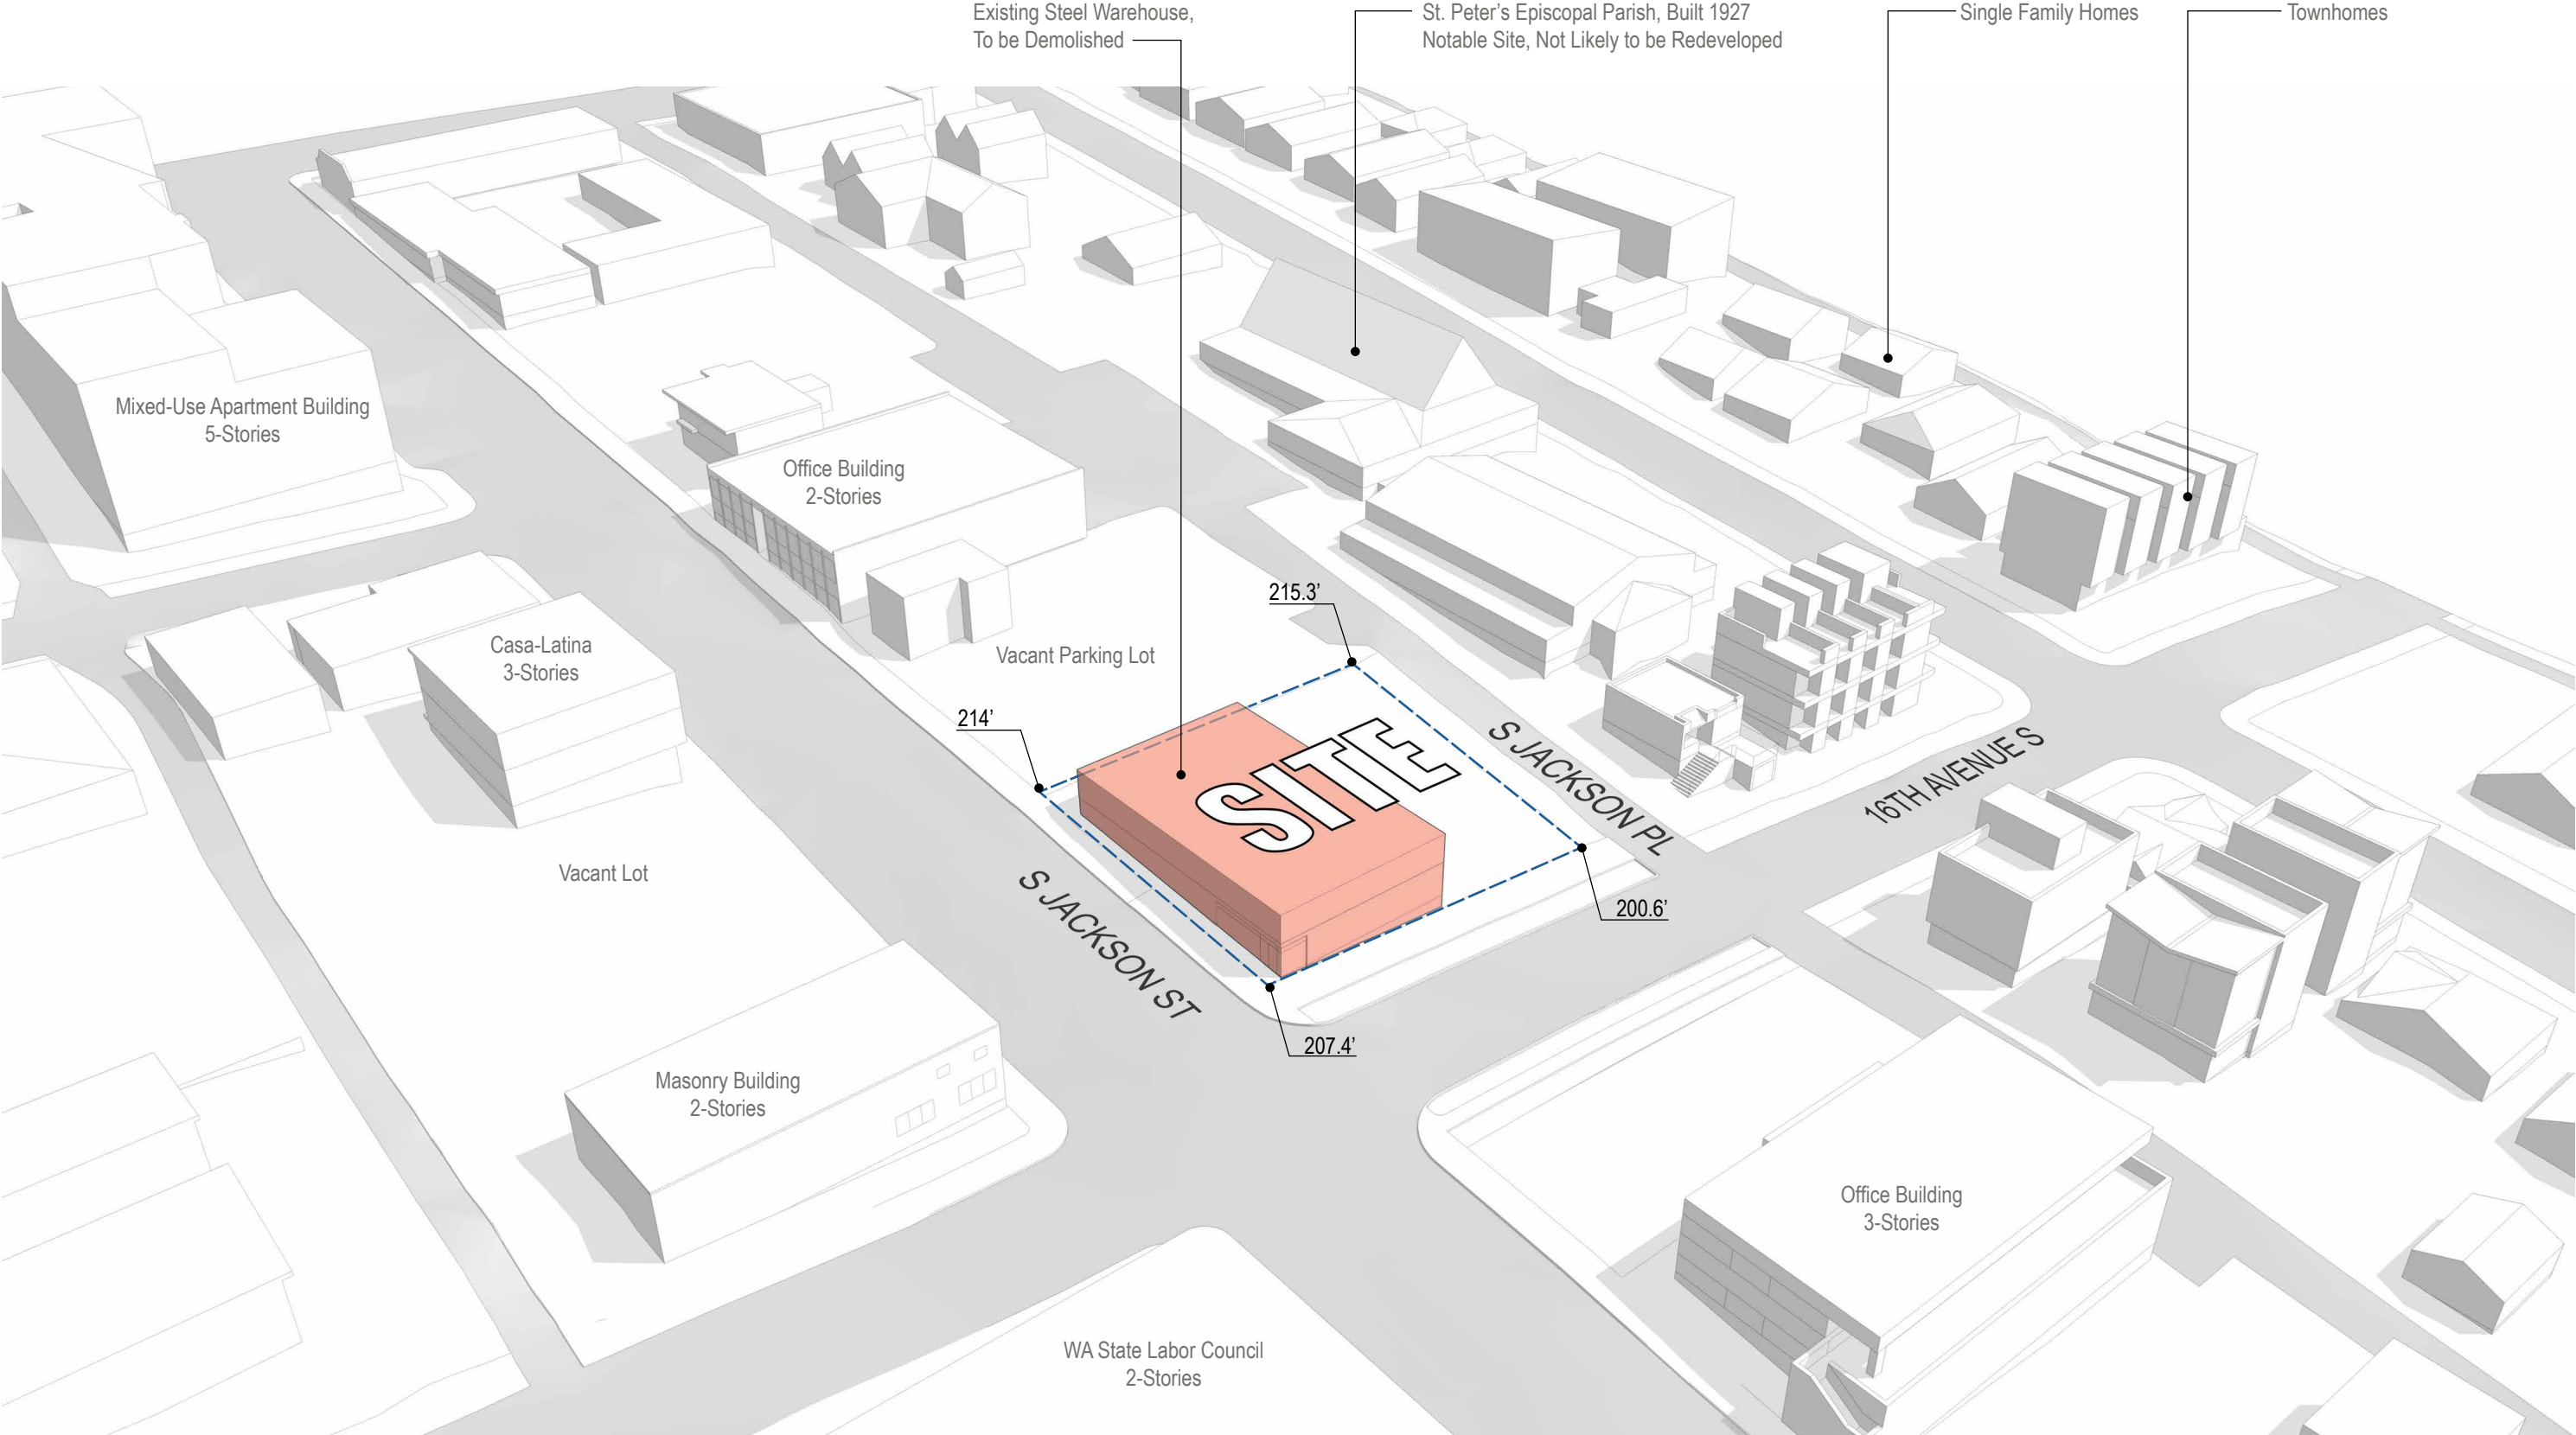 Existing Steel Warehouse,
To be Demolished
St. Peter’s Episcopal Parish, Built 1927
Notable Site, Not Likely to be Redeveloped
Single Family Homes
Townhomes
Mixed-Use Apartment Building
5-Stories
Office Building
2-Stories
Casa-Latina
3-Stories
Vacant Parking Lot
215.3’
214’
SITE
S JACKSON PL
16TH AVENUE S
Vacant Lot
S JACKSON ST
200.6’
207.4’
Masonry Building
2-Stories
Office Building
3-Stories
WA State Labor Council
2-Stories